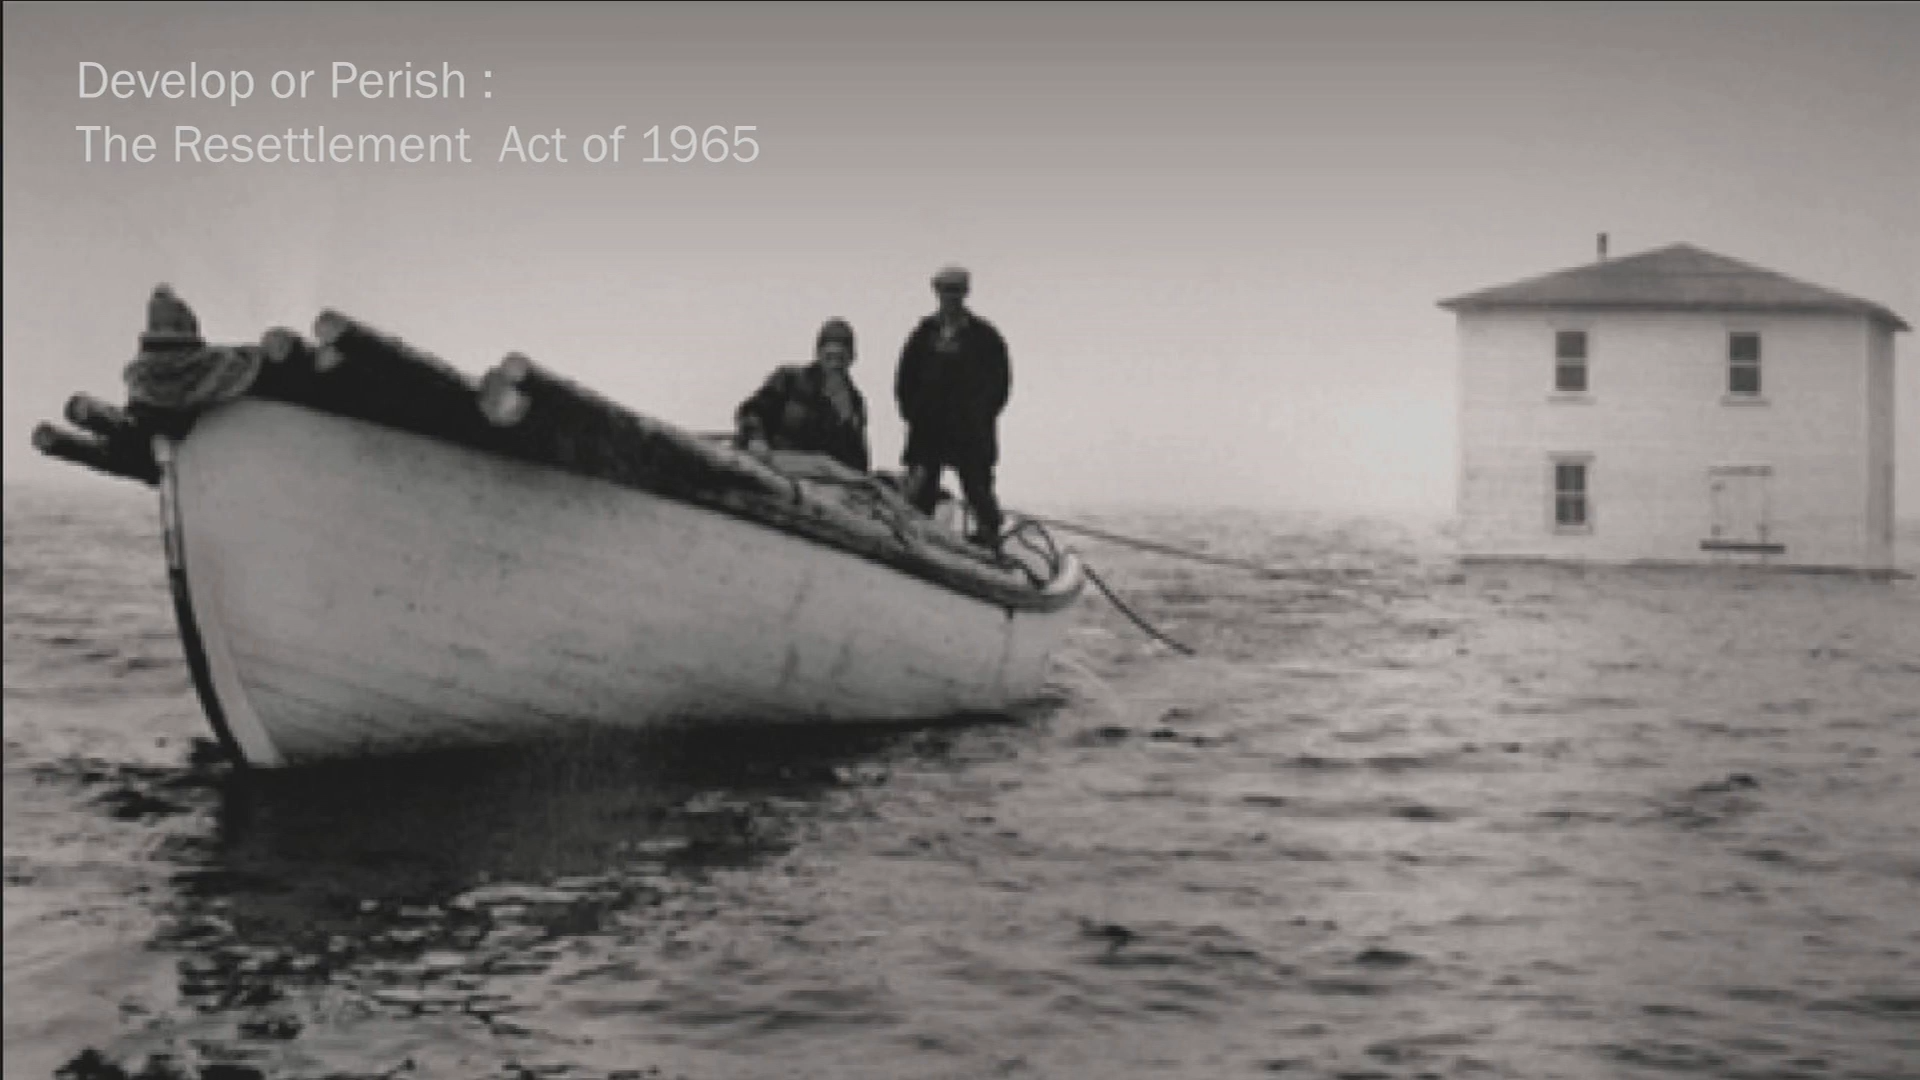 Develop or Perish :
The Resettlement Act of 1965